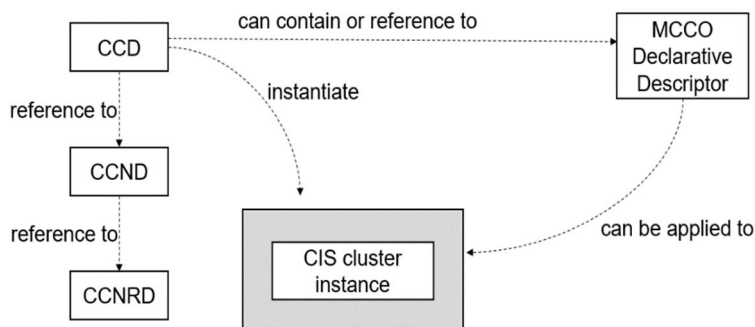 can contain or reference to
CCD
MCCO
Declarative
Descriptor
instantiate
reference to
CCND
reference to
can be applied to
CIS cluster
instance
CCNRD